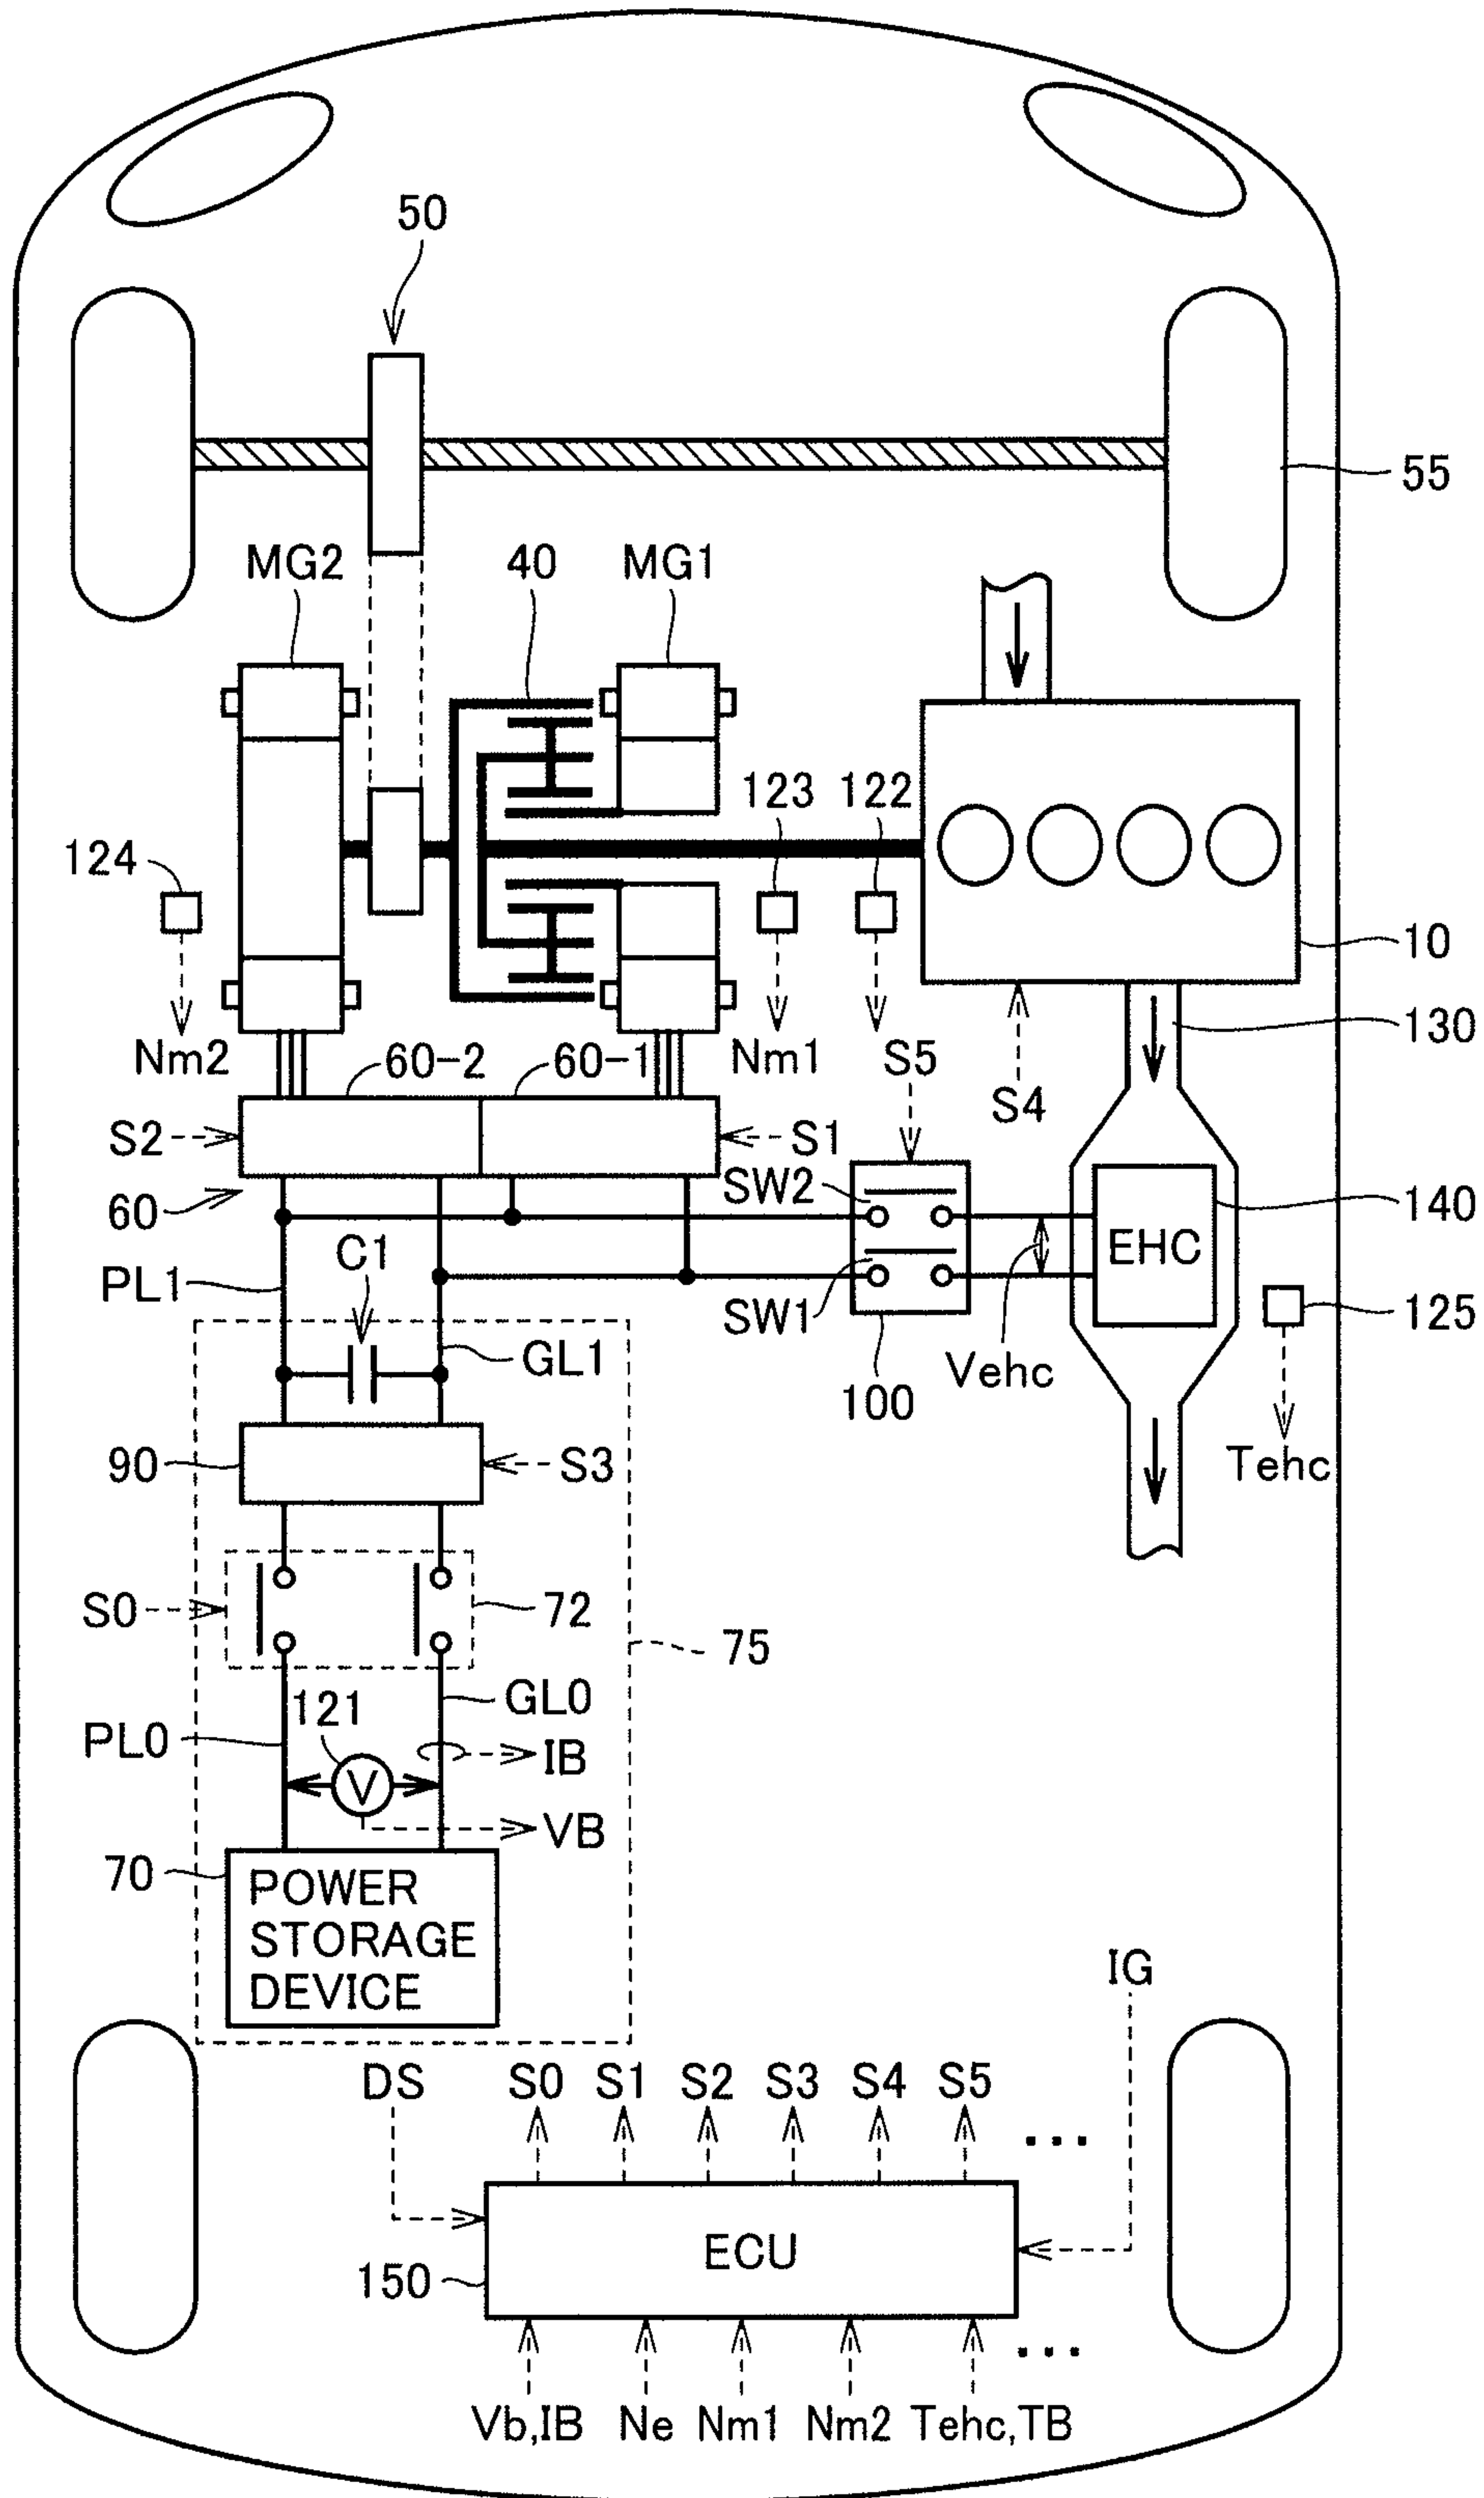 50
55
MG2
40
MG1
123
122
124
10
Nm2
60-2
60-1
Nm1
S5
130
S4
S2
S1
SW2
60
140
C1
EHC
PL1
SW1
125
GL1
Vehc
100
90
S3
Tehc
S0
72
75
121
GL0
PL0
IB
V
VB
70
POWER
STORAGE
DEVICE
IG
DS
S0 S1 S2 S3 S4 S5 ...
ECU
150
...
Vb,IB Ne Nm1 Nm2 Tehc,TB